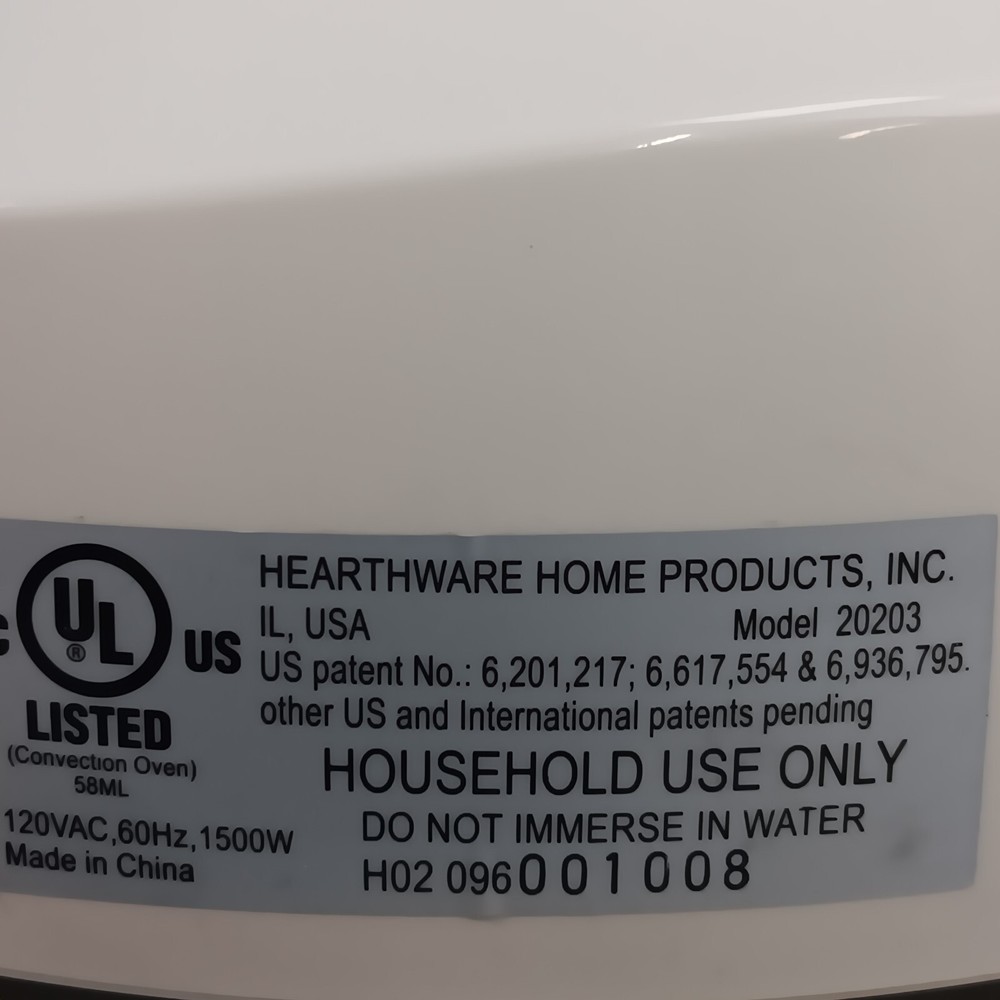 C UL ® US
LISTED
(Convection Oven)
58ML
120VAC,60Hz,1500W
Made in China
HEARTHWARE HOME PRODUCTS, INC.
IL, USA Model 20203
US patent No.: 6,201,217; 6,617,554 & 6,936,795.
other US and International patents pending
HOUSEHOLD USE ONLY
DO NOT IMMERSE IN WATER
H02 096001008